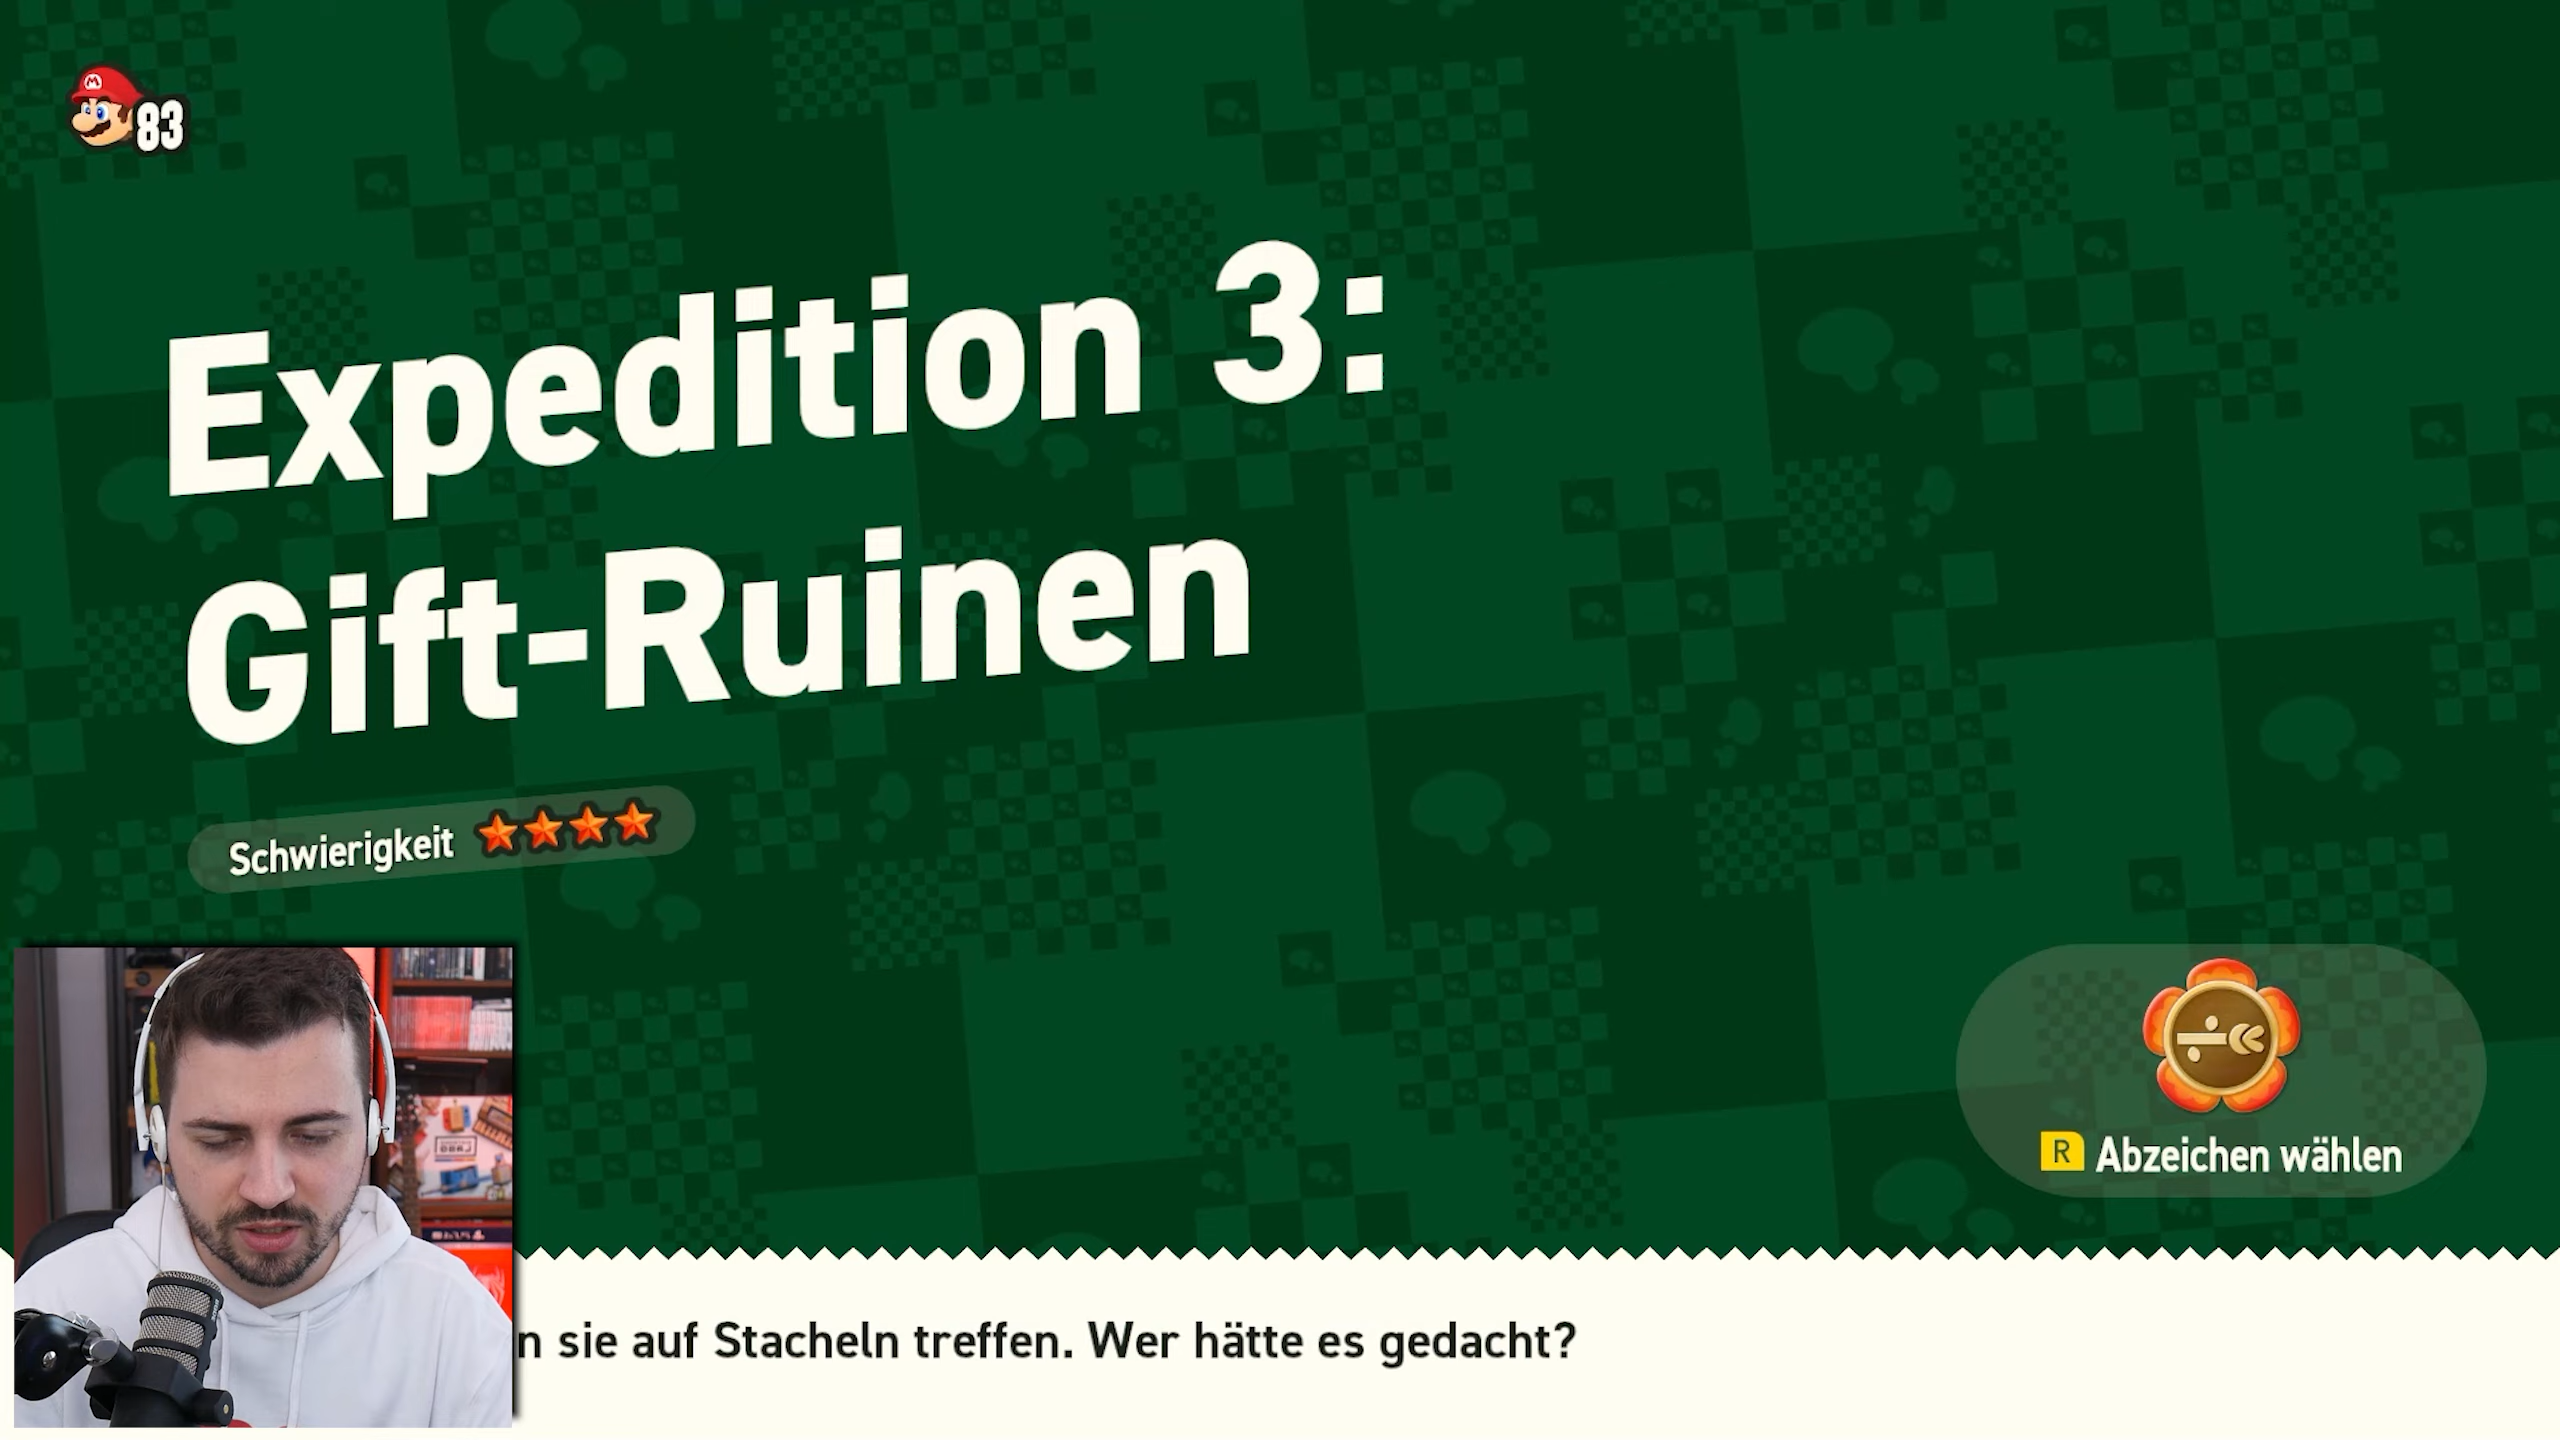 83
Expedition 3:
Gift-Ruinen
Schwierigkeit
R Abzeichen wählen
sie auf Stacheln treffen. Wer hätte es gedacht?